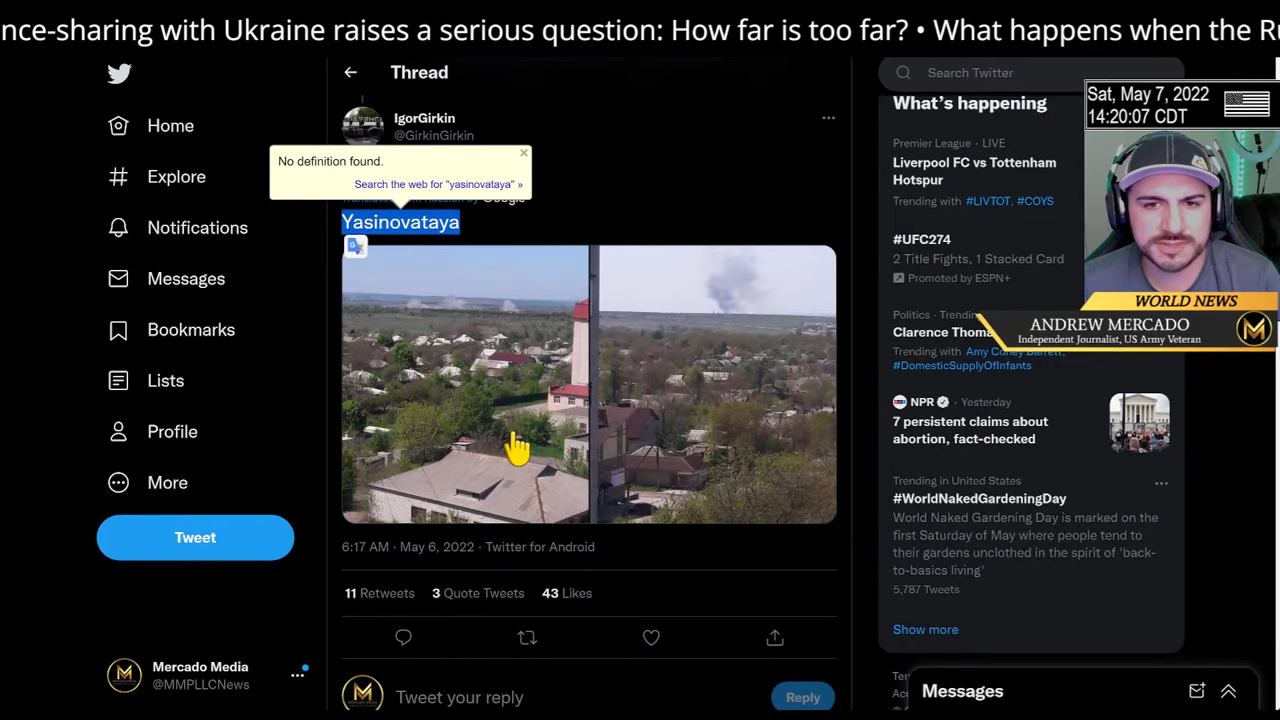 nce-sharing with Ukraine raises a serious question: How far is too far? • What happens when the Ru
Thread
Search Twitter
Home
Explore
Notifications
Messages
Bookmarks
Lists
Profile
More
Tweet
Mercado Media
@MMPLLCNews
IgorGirkin
@GirkinGirkin
No definition found.
Search the web for "yasinovataya" »
Google
Yasinovataya
6:17 AM · May 6, 2022 · Twitter for Android
11 Retweets 3 Quote Tweets 43 Likes
Tweet your reply
Reply
What's happening
Premier League · LIVE
Liverpool FC vs Tottenham
Hotspur
Trending with #LIVTOT, #COYS
#UFC274
2 Title Fights, 1 Stacked Card
Promoted by ESPN+
Politics · Trending
Clarence Thoma
Trending with Amy Coney Barrett,
#DomesticSupplyOfInfants
NPR · Yesterday
7 persistent claims about
abortion, fact-checked
Trending in United States
#WorldNakedGardeningDay
World Naked Gardening Day is marked on the
first Saturday of May where people tend to
their gardens unclothed in the spirit of 'back-
to-basics living'
5,787 Tweets
Show more
Messages
Sat, May 7, 2022
14:20:07 CDT
WORLD NEWS
ANDREW MERCADO
Independent Journalist, US Army Veteran